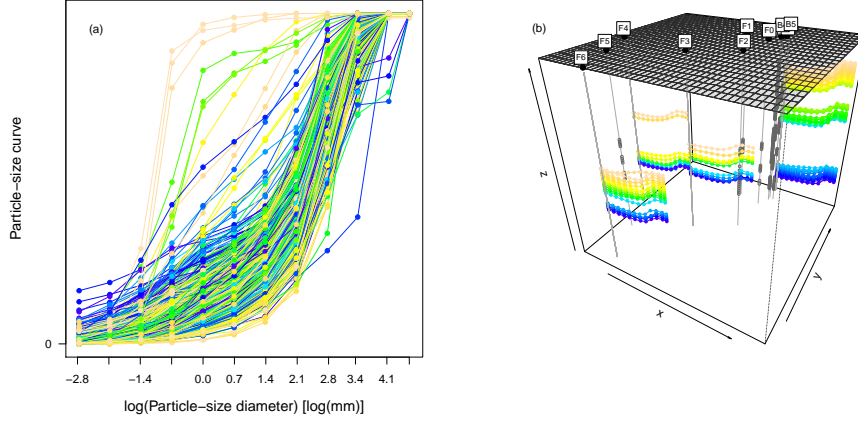 (a)
Particle−size curve
0
−2.8 −1.4 0.0 0.7 1.4 2.1 2.8 3.4 4.1
log(Particle−size diameter) [log(mm)]
(b)
F6 F5 F4 F3 F1 F2 F0 B5
z
x
y